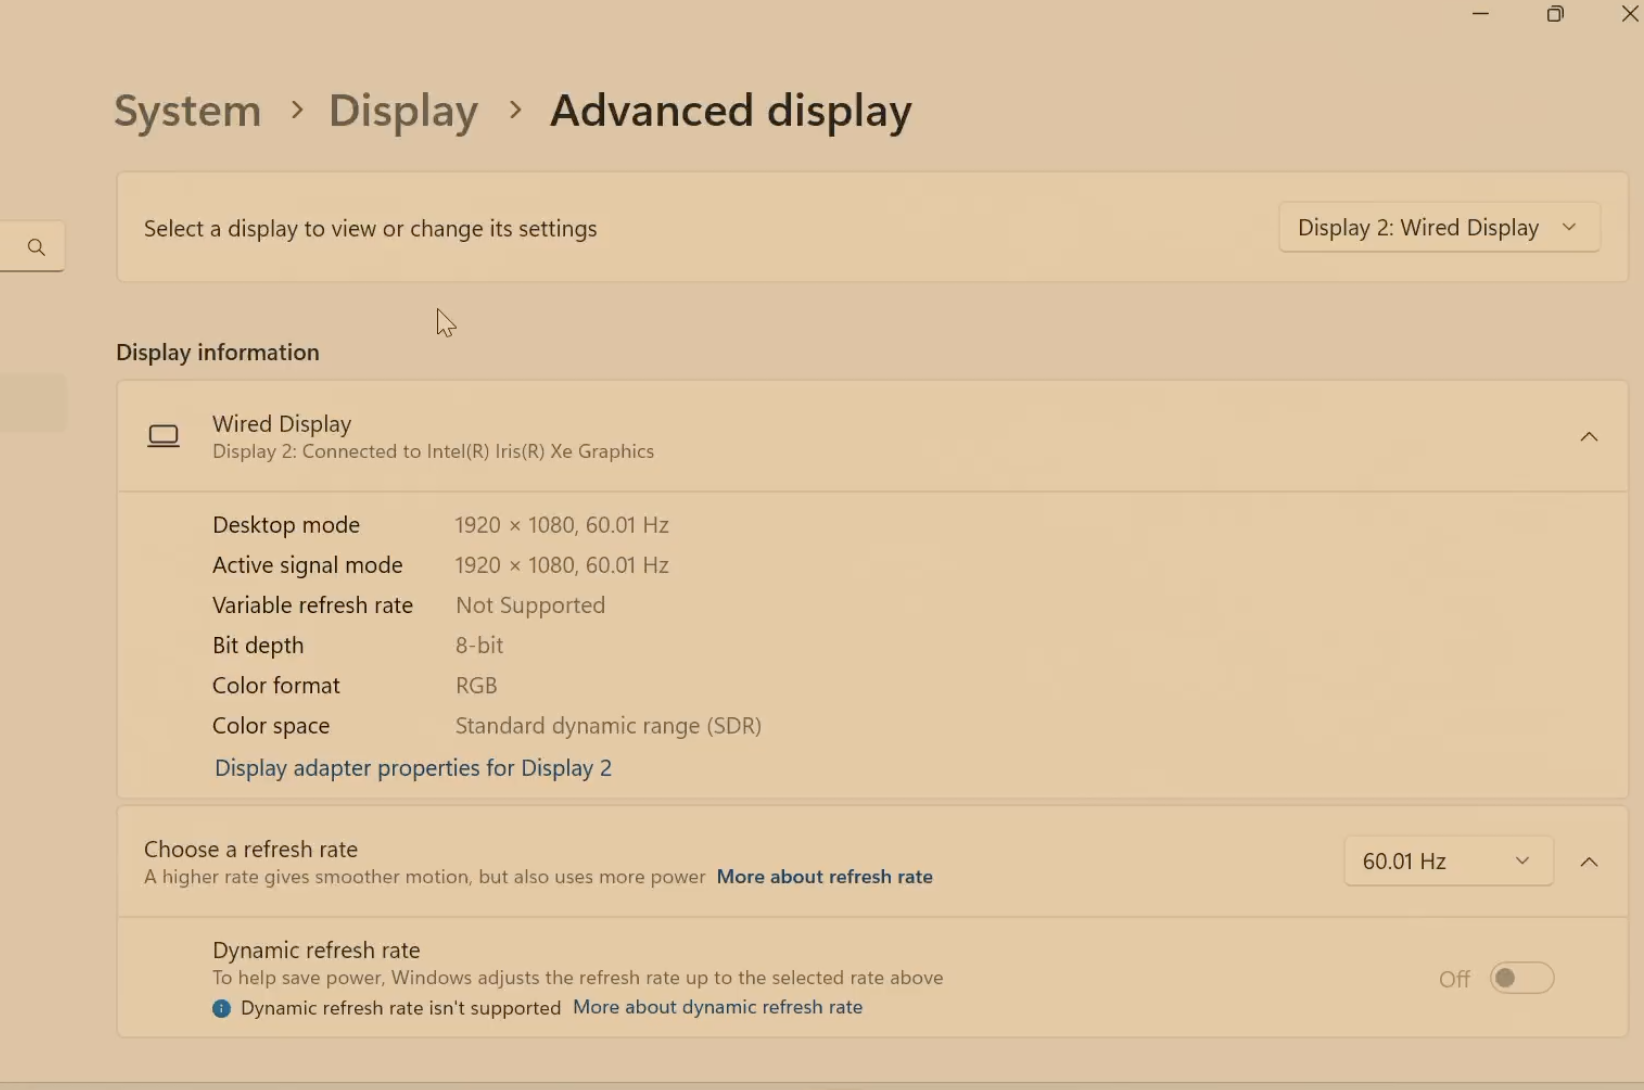 System > Display > Advanced display
Select a display to view or change its settings
Display 2: Wired Display
Display information
Wired Display
Display 2: Connected to Intel(R) Iris(R) Xe Graphics
Desktop mode 1920 × 1080, 60.01 Hz
Active signal mode 1920 × 1080, 60.01 Hz
Variable refresh rate Not Supported
Bit depth 8-bit
Color format RGB
Color space Standard dynamic range (SDR)
Display adapter properties for Display 2
Choose a refresh rate
A higher rate gives smoother motion, but also uses more power More about refresh rate
60.01 Hz
Dynamic refresh rate
To help save power, Windows adjusts the refresh rate up to the selected rate above
Off
Dynamic refresh rate isn't supported More about dynamic refresh rate